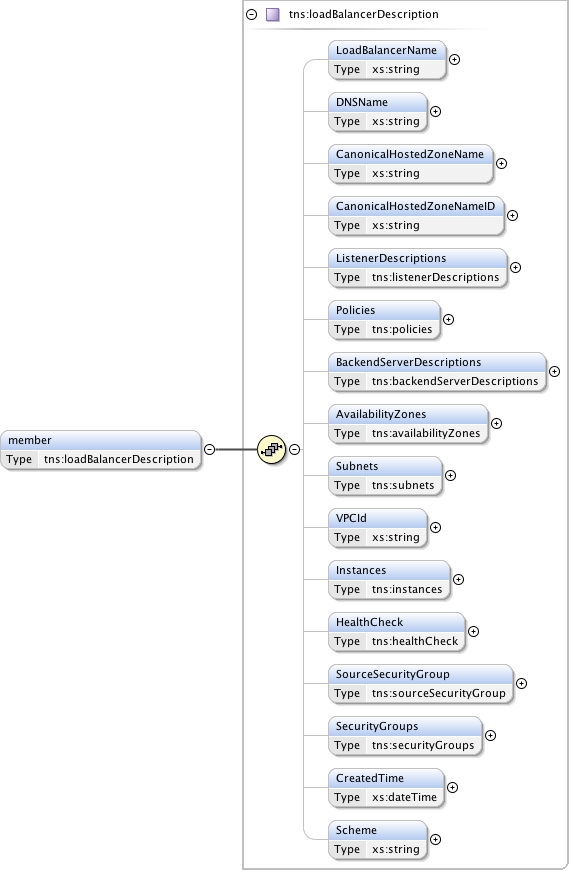 tns:loadBalancerDescription
LoadBalancerName
Type xs:string
DNSName
Type xs:string
CanonicalHostedZoneName
Type xs:string
CanonicalHostedZoneNameID
Type xs:string
ListenerDescriptions
Type tns:listenerDescriptions
Policies
Type tns:policies
BackendServerDescriptions
Type tns:backendServerDescriptions
AvailabilityZones
Type tns:availabilityZones
member
Type tns:loadBalancerDescription
Subnets
Type tns:subnets
VPCId
Type xs:string
Instances
Type tns:instances
HealthCheck
Type tns:healthCheck
SourceSecurityGroup
Type tns:sourceSecurityGroup
SecurityGroups
Type tns:securityGroups
CreatedTime
Type xs:dateTime
Scheme
Type xs:string